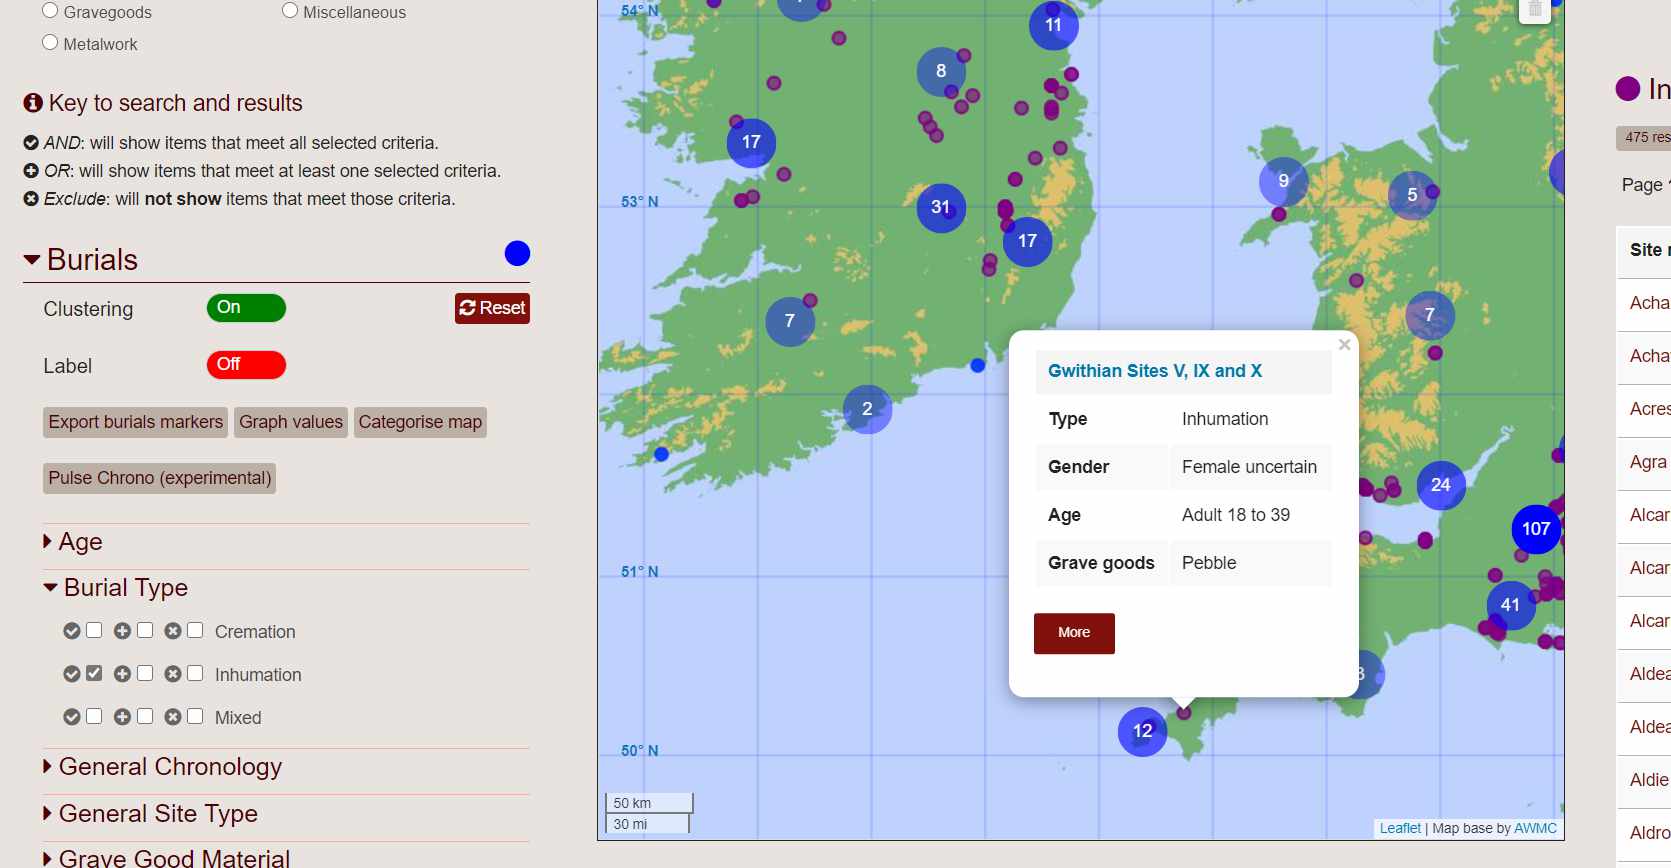 Gravegoods
Miscellaneous
Metalwork
Key to search and results
AND: will show items that meet all selected criteria.
OR: will show items that meet at least one selected criteria.
Exclude: will not show items that meet those criteria.
Burials
Clustering
On
Reset
Label
Off
Export burials markers
Graph values
Categorise map
Pulse Chrono (experimental)
Age
Burial Type
Cremation
Inhumation
Mixed
General Chronology
General Site Type
Grave Good Material
54° N
11
8
17
53° N
31
17
9
5
7
7
2
24
107
51° N
41
3
50° N
12
Gwithian Sites V, IX and X
×
Type Inhumation
Gender Female uncertain
Age Adult 18 to 39
Grave goods Pebble
More
50 km
30 mi
Leaflet | Map base by AWMC
In
475 res
Page
Site
Acha
Acha
Acres
Agra
Alcar
Alcar
Alcar
Aldea
Aldea
Aldie
Aldro